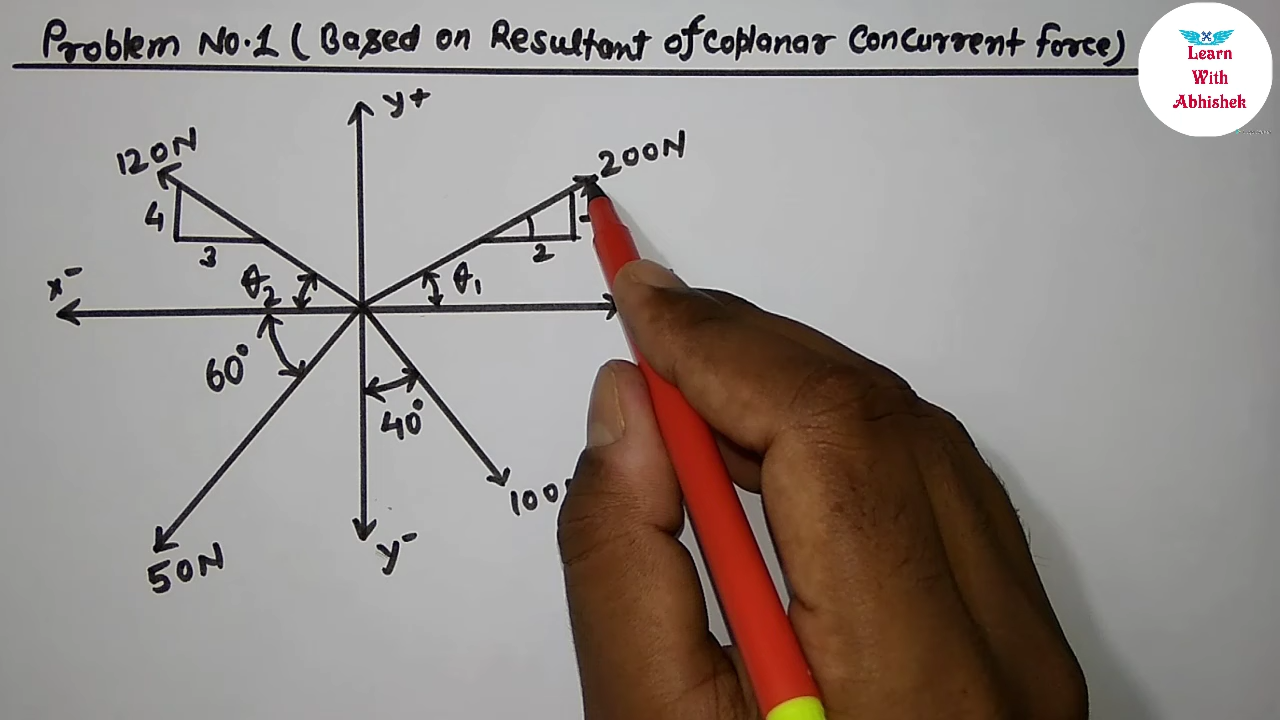 Problem No.1 (Based on Resultant of coplanar concurrent force)
Learn
With
Abhishek
y+
120N
200N
4
3
2
x-
θ2
θ1
60°
40°
100
50N
y-